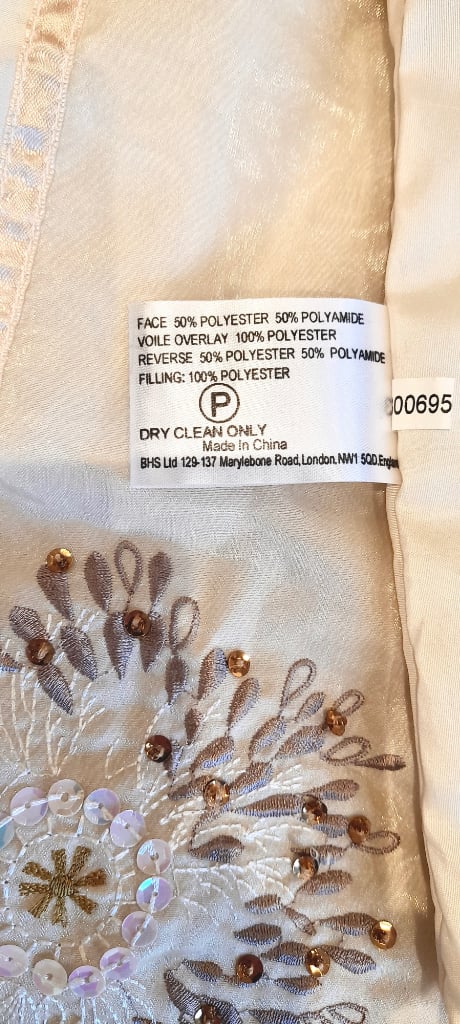 FACE 50% POLYESTER 50% POLYAMIDE
VOILE OVERLAY 100% POLYESTER
REVERSE 50% POLYESTER 50% POLYAMIDE
FILLING: 100% POLYESTER
P
DRY CLEAN ONLY
Made In China
BHS Ltd 129-137 Marylebone Road, London. NW1 5QD.
00695